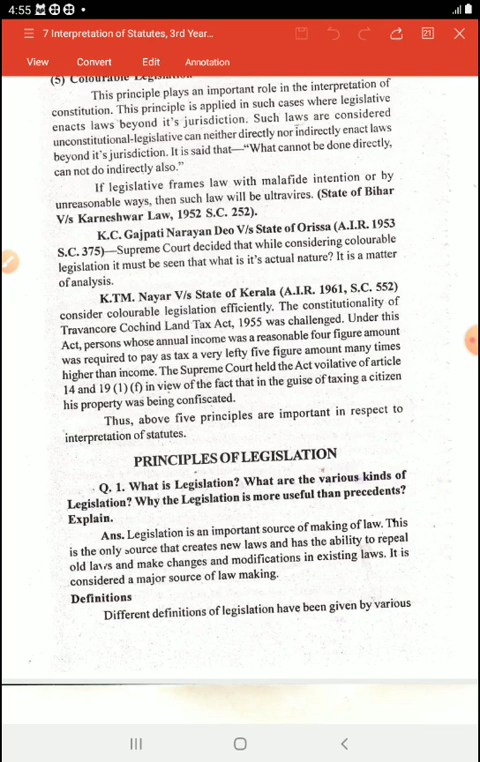 4:55
7 Interpretation of Statutes, 3rd Year...
21
View Convert Edit Annotation
(5) Colourable Legislation
This principle plays an important role in the interpretation of
constitution. This principle is applied in such cases where legislative
enacts laws beyond it's jurisdiction. Such laws are considered
unconstitutional-legislative can neither directly nor indirectly enact laws
beyond it's jurisdiction. It is said that—"What cannot be done directly,
can not do indirectly also."
If legislative frames law with malafide intention or by
unreasonable ways, then such law will be ultravires. (State of Bihar
V/s Karneshwar Law, 1952 S.C. 252).
K.C. Gajpati Narayan Deo V/s State of Orissa (A.I.R. 1953
S.C. 375)—Supreme Court decided that while considering colourable
legislation it must be seen that what is it's actual nature? It is a matter
of analysis.
K.TM. Nayar V/s State of Kerala (A.I.R. 1961, S.C. 552)
consider colourable legislation efficiently. The constitutionality of
Travancore Cochind Land Tax Act, 1955 was challenged. Under this
Act, persons whose annual income was a reasonable four figure amount
was required to pay as tax a very lefty five figure amount many times
higher than income. The Supreme Court held the Act voilative of article
14 and 19 (1) (f) in view of the fact that in the guise of taxing a citizen
his property was being confiscated.
Thus, above five principles are important in respect to
interpretation of statutes.
PRINCIPLES OF LEGISLATION
Q. 1. What is Legislation? What are the various kinds of
Legislation? Why the Legislation is more useful than precedents?
Explain.
Ans. Legislation is an important source of making of law. This
is the only source that creates new laws and has the ability to repeal
old laws and make changes and modifications in existing laws. It is
considered a major source of law making.
Definitions
Different definitions of legislation have been given by various